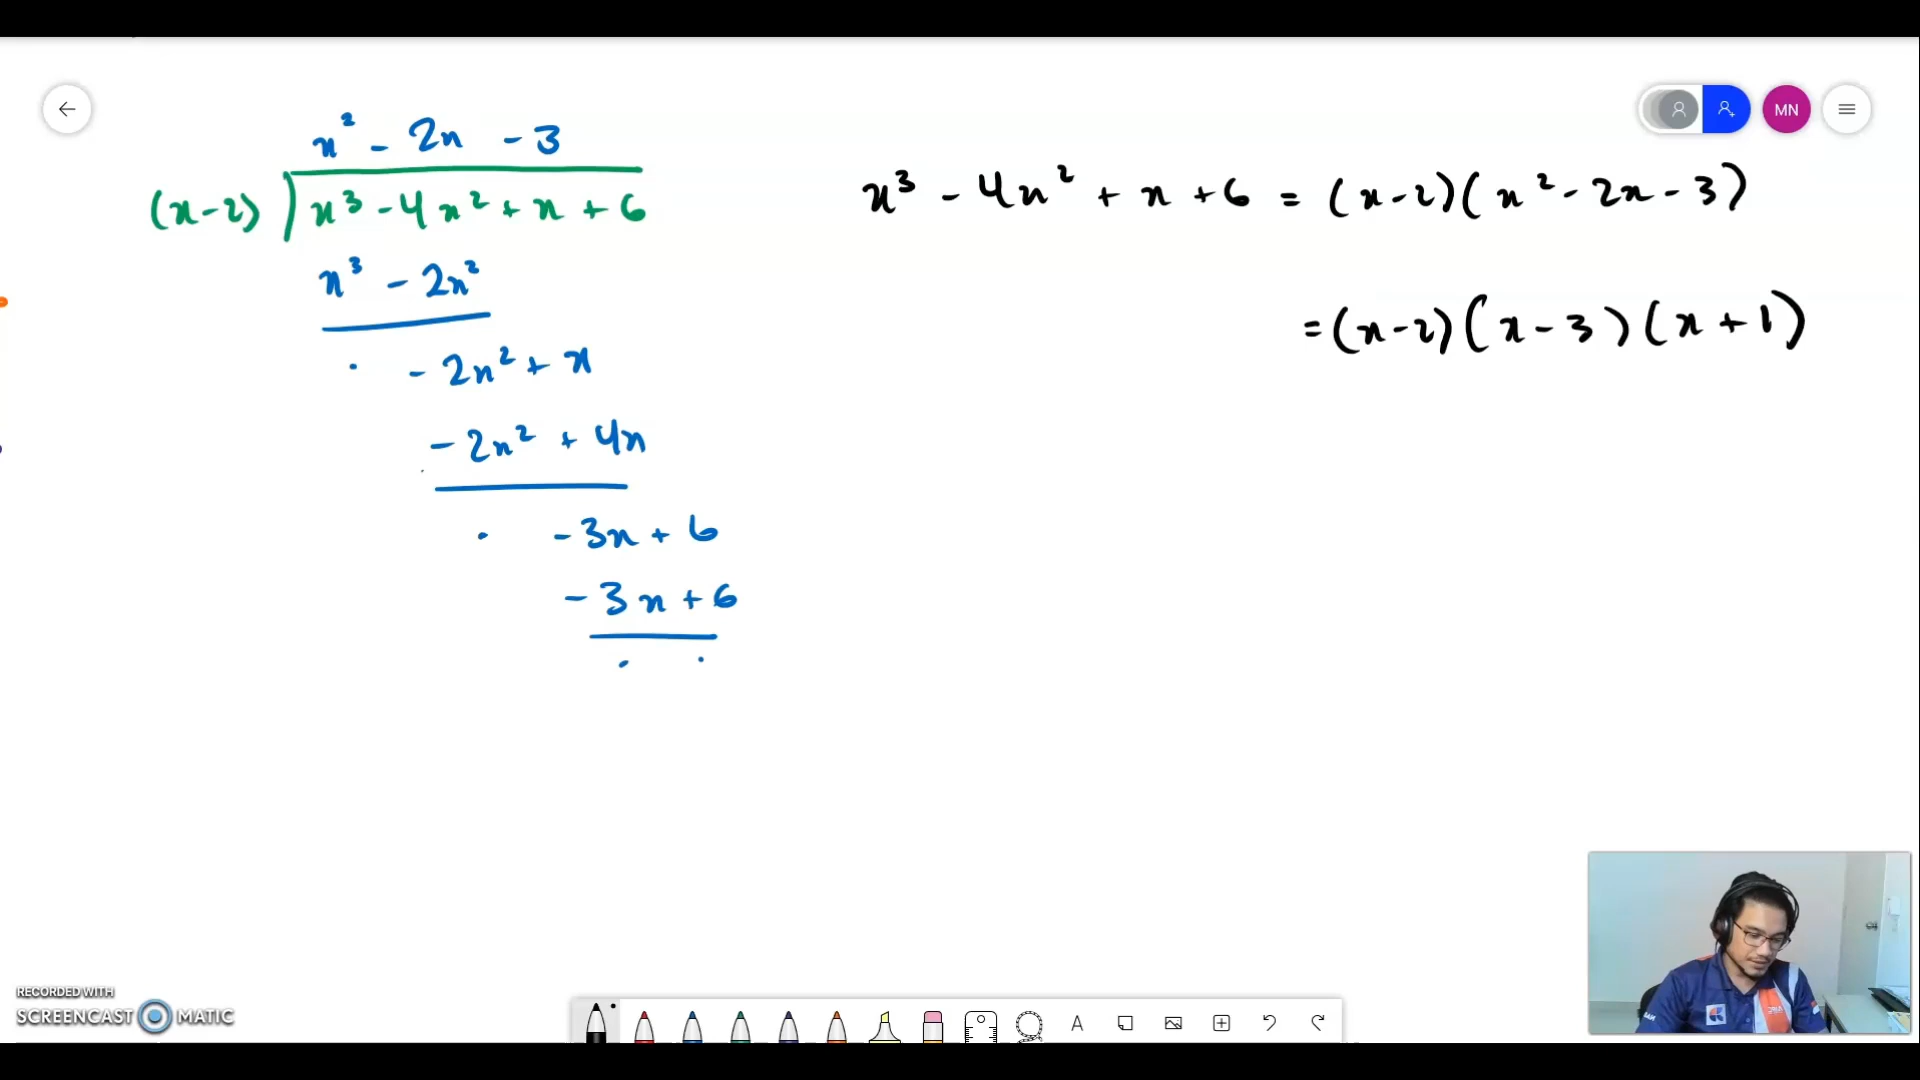 x² - 2x - 3
(x-2) ) x³ - 4x² + x + 6
x³ - 2x²
· - 2x² + x
- 2x² + 4x
· - 3x + 6
- 3x + 6
· ·
x³ - 4x² + x + 6 = (x-2)(x² - 2x - 3)
= (x-2)(x-3)(x+1)
MN
A
RECORDED WITH
SCREENCAST MATIC